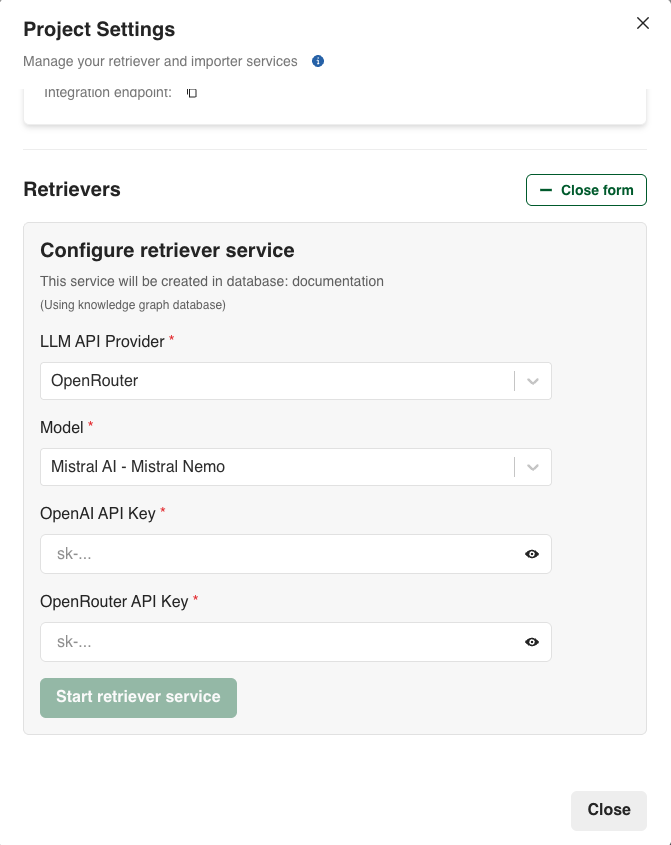 Project Settings
Manage your retriever and importer services
Integration endpoint:
Retrievers
Close form
Configure retriever service
This service will be created in database: documentation
(Using knowledge graph database)
LLM API Provider *
OpenRouter
Model *
Mistral AI - Mistral Nemo
OpenAI API Key *
sk-...
OpenRouter API Key *
sk-...
Start retriever service
Close